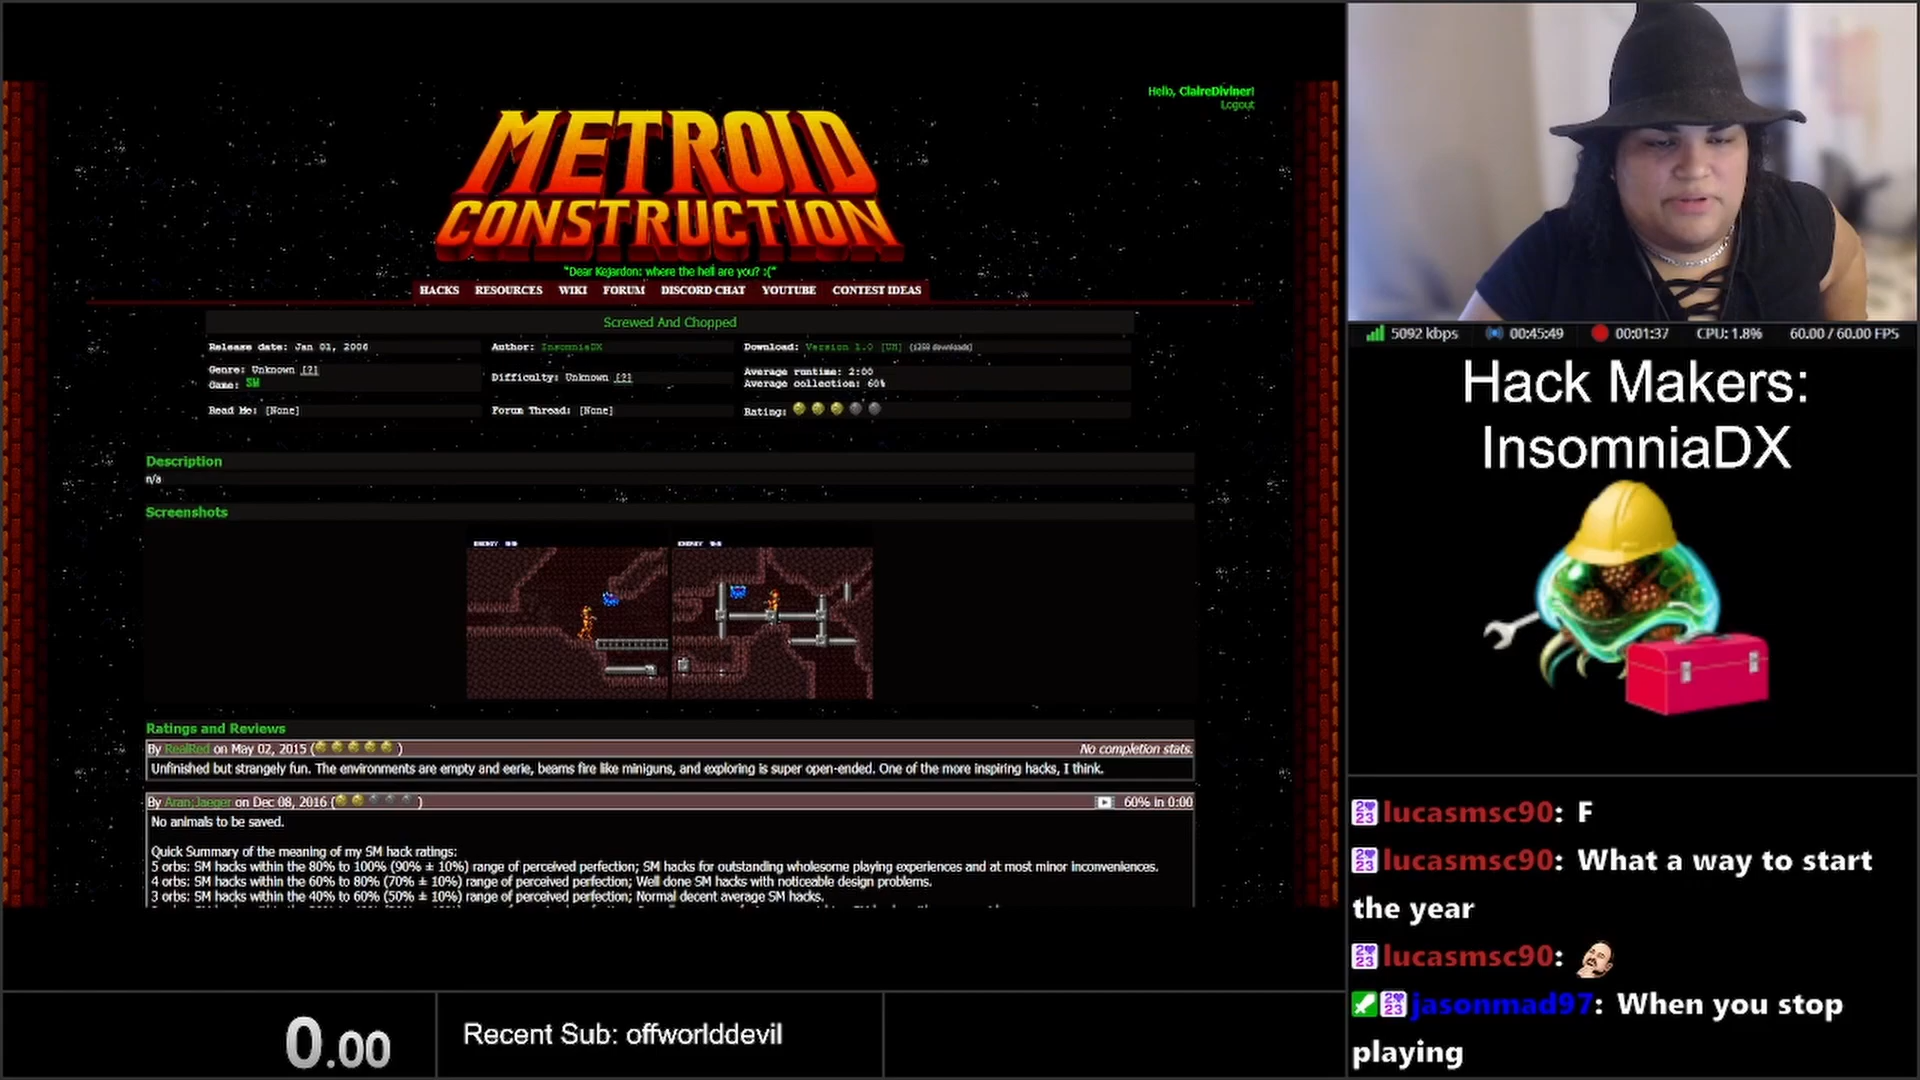 Hello, ClaireDiviner!
Logout
METROID
CONSTRUCTION
"Dear Kejardon: where the hell are you? :("
HACKS RESOURCES WIKI FORUM DISCORD CHAT YOUTUBE CONTEST IDEAS
Screwed And Chopped
Release date: Jan 01, 2006
Author: InsomniaDX
Download: Version 1.0 [UH] (1259 downloads)
Genre: Unknown [?]
Game: SM
Difficulty: Unknown [?]
Average runtime: 2:00
Average collection: 60%
Read Me: [None]
Forum Thread: [None]
Rating:
Description
n/a
Screenshots
ENERGY 99
ENERGY
Ratings and Reviews
By RealRed on May 02, 2015 ( )
No completion stats.
Unfinished but strangely fun. The environments are empty and eerie, beams fire like miniguns, and exploring is super open-ended. One of the more inspiring hacks, I think.
By Aran;Jaeger on Dec 08, 2016 ( )
60% in 0:00
No animals to be saved.
Quick Summary of the meaning of my SM hack ratings:
5 orbs: SM hacks within the 80% to 100% (90% ± 10%) range of perceived perfection; SM hacks for outstanding wholesome playing experiences and at most minor inconveniences.
4 orbs: SM hacks within the 60% to 80% (70% ± 10%) range of perceived perfection; Well done SM hacks with noticeable design problems.
3 orbs: SM hacks within the 40% to 60% (50% ± 10%) range of perceived perfection; Normal decent average SM hacks.
0.00
Recent Sub: offworlddevil
5092 kbps 00:45:49 00:01:37 CPU: 1.8% 60.00 / 60.00 FPS
Hack Makers:
InsomniaDX
lucasmsc90: F
lucasmsc90: What a way to start
the year
lucasmsc90:
jasonmad97: When you stop
playing